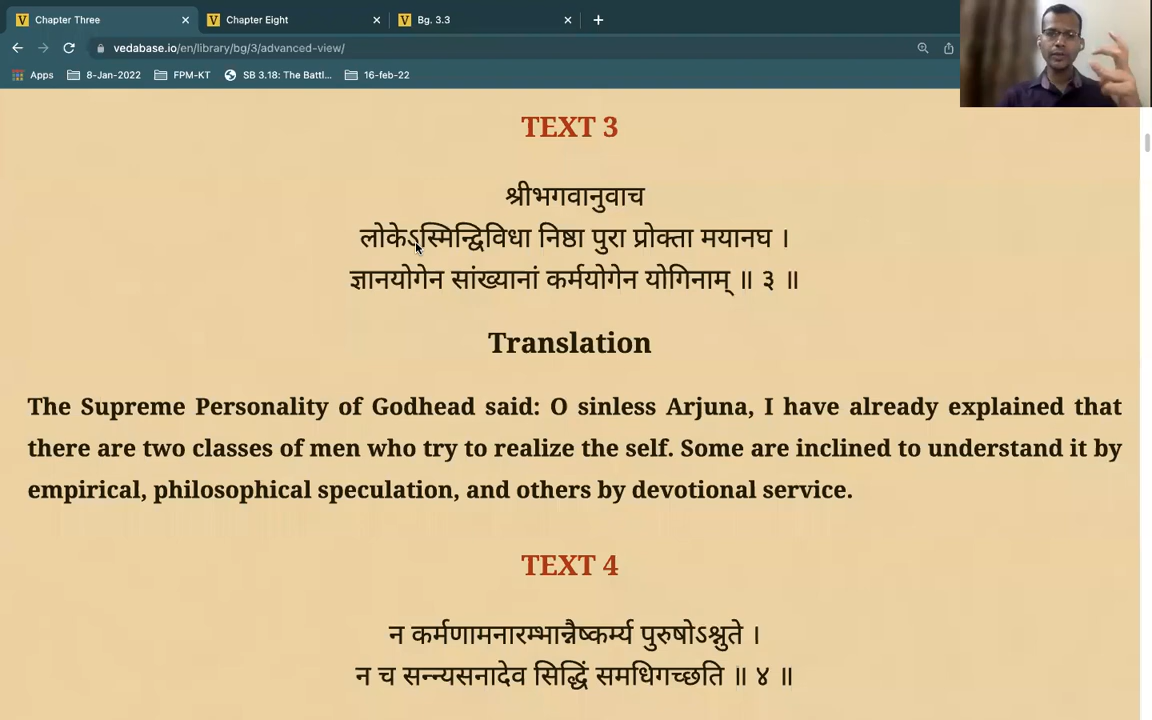 Chapter Three
Chapter Eight
Bg. 3.3
vedabase.io/en/library/bg/3/advanced-view/
Apps 8-Jan-2022 FPM-KT SB 3.18: The Battl... 16-feb-22
TEXT 3
श्रीभगवानुवाच
लोकेऽस्मिन्द्विविधा निष्ठा पुरा प्रोक्ता मयानघ ।
ज्ञानयोगेन सांख्यानां कर्मयोगेन योगिनाम् ॥ ३ ॥
Translation
The Supreme Personality of Godhead said: O sinless Arjuna, I have already explained that
there are two classes of men who try to realize the self. Some are inclined to understand it by
empirical, philosophical speculation, and others by devotional service.
TEXT 4
न कर्मणामनारम्भान्नैष्कर्म्य पुरुषोऽश्न‍ुते ।
न च सन्न्यसनादेव सिद्धिं समधिगच्छति ॥ ४ ॥